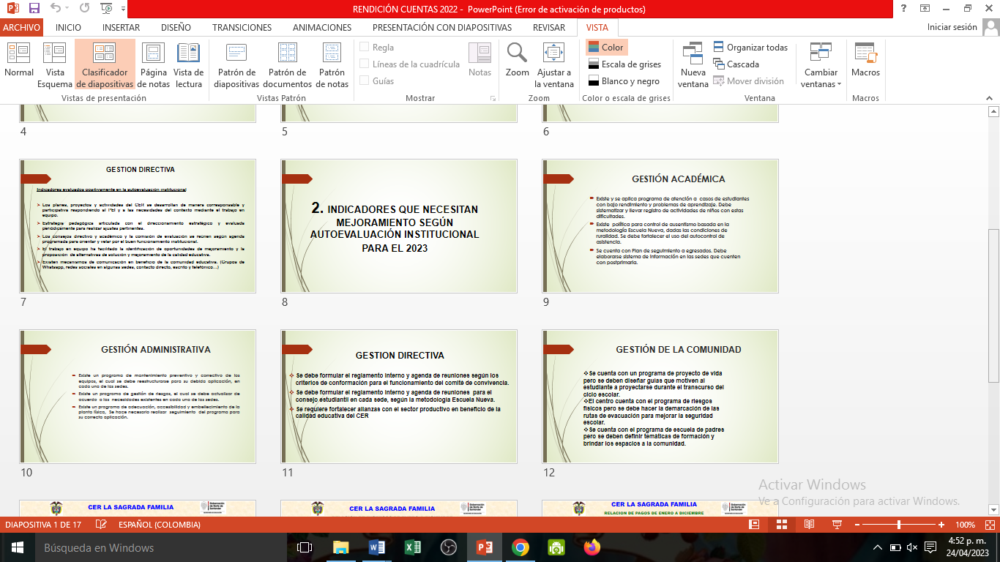 RENDICIÓN CUENTAS 2022 - PowerPoint (Error de activación de productos)
ARCHIVO INICIO INSERTAR DISEÑO TRANSICIONES ANIMACIONES PRESENTACIÓN CON DIAPOSITIVAS REVISAR VISTA Iniciar sesión
Normal
Vista Esquema
Clasificador de diapositivas
Página de notas
Vista de lectura
Vistas de presentación
Patrón de diapositivas
Patrón de documentos
Patrón de notas
Vistas Patrón
Regla
Líneas de la cuadrícula
Guías
Notas
Mostrar
Zoom
Ajustar a la ventana
Zoom
Color
Escala de grises
Blanco y negro
Color o escala de grises
Nueva ventana
Organizar todas
Cascada
Mover división
Cambiar ventanas
Ventana
Macros
Macros
4 5 6
GESTION DIRECTIVA
Indicadores evaluados positivamente en la autoevaluación institucional
Los planes, proyectos y actividades del CER se desarrollan de manera corresponsable y
participativa respondiendo al PEI y a las necesidades del contexto mediante el trabajo en
equipo.
Estrategia pedagógica articulada con el direccionamiento estratégico y evaluada
periódicamente para realizar ajustes pertinentes.
Los consejos directivo y académico y la comisión de evaluación se reúnen según agenda
programada para orientar y velar por el buen funcionamiento institucional.
El trabajo en equipo ha facilitado la identificación de oportunidades de mejoramiento y la
proposición de alternativas de solución y mejoramiento de la calidad educativa.
Existen mecanismos de comunicación en beneficio de la comunidad educativa. (Grupos de
Whatsapp, redes sociales en algunas sedes, contacto directo, escrito y telefónico...)
7
2. INDICADORES QUE NECESITAN
MEJORAMIENTO SEGÚN
AUTOEVALUACIÓN INSTITUCIONAL
PARA EL 2023
8
GESTIÓN ACADÉMICA
Existe y se aplica programa de atención a casos de estudiantes
con bajo rendimiento y problemas de aprendizaje. Debe
sistematizar y llevar registro de actividades de niños con estas
dificultades.
Existe política para control de ausentismo basada en la
metodología Escuela Nueva, dadas las condiciones de
ruralidad. Se debe fortalecer el uso del autocontrol de
asistencia.
Se cuenta con Plan de seguimiento a egresados. Debe
elaborarse sistema de información en las sedes que cuenten
con postprimaria.
9
GESTIÓN ADMINISTRATIVA
Existe un programa de mantenimiento preventivo y correctivo de los
equipos, el cual se debe reestructurarse para su debida aplicación, en
cada una de las sedes.
Existe un programa de gestión de riesgos, el cual se debe actualizar de
acuerdo a las necesidades existentes en cada una de las sedes.
Existe un programa de adecuación, accesibilidad y embellecimiento de la
planta física, Se hace necesario realizar seguimiento del programa para
su correcta aplicación.
10
GESTION DIRECTIVA
Se debe formular el reglamento interno y agenda de reuniones según los
criterios de conformación para el funcionamiento del comité de convivencia.
Se debe formular el reglamento interno y agenda de reuniones para el
consejo estudiantil en cada sede, según la metodología Escuela Nueva.
Se requiere fortalecer alianzas con el sector productivo en beneficio de la
calidad educativa del CER
11
GESTIÓN DE LA COMUNIDAD
Se cuenta con un programa de proyecto de vida
pero se deben diseñar guías que motiven al
estudiante a proyectarse durante el transcurso del
ciclo escolar.
El centro cuenta con el programa de riesgos
físicos pero se debe hacer la demarcación de las
rutas de evacuación para mejorar la seguridad
escolar.
Se cuenta con el programa de escuela de padres
pero se deben definir temáticas de formación y
brindar los espacios a la comunidad.
12
CER LA SAGRADA FAMILIA
CER LA SAGRADA FAMILIA
CER LA SAGRADA FAMILIA
RELACION DE PAGOS DE ENERO A DICIEMBRE
Activar Windows
Ve a Configuración para activar Windows.
DIAPOSITIVA 1 DE 17 ESPAÑOL (COLOMBIA) 100%
Búsqueda en Windows
4:52 p. m.
24/04/2023